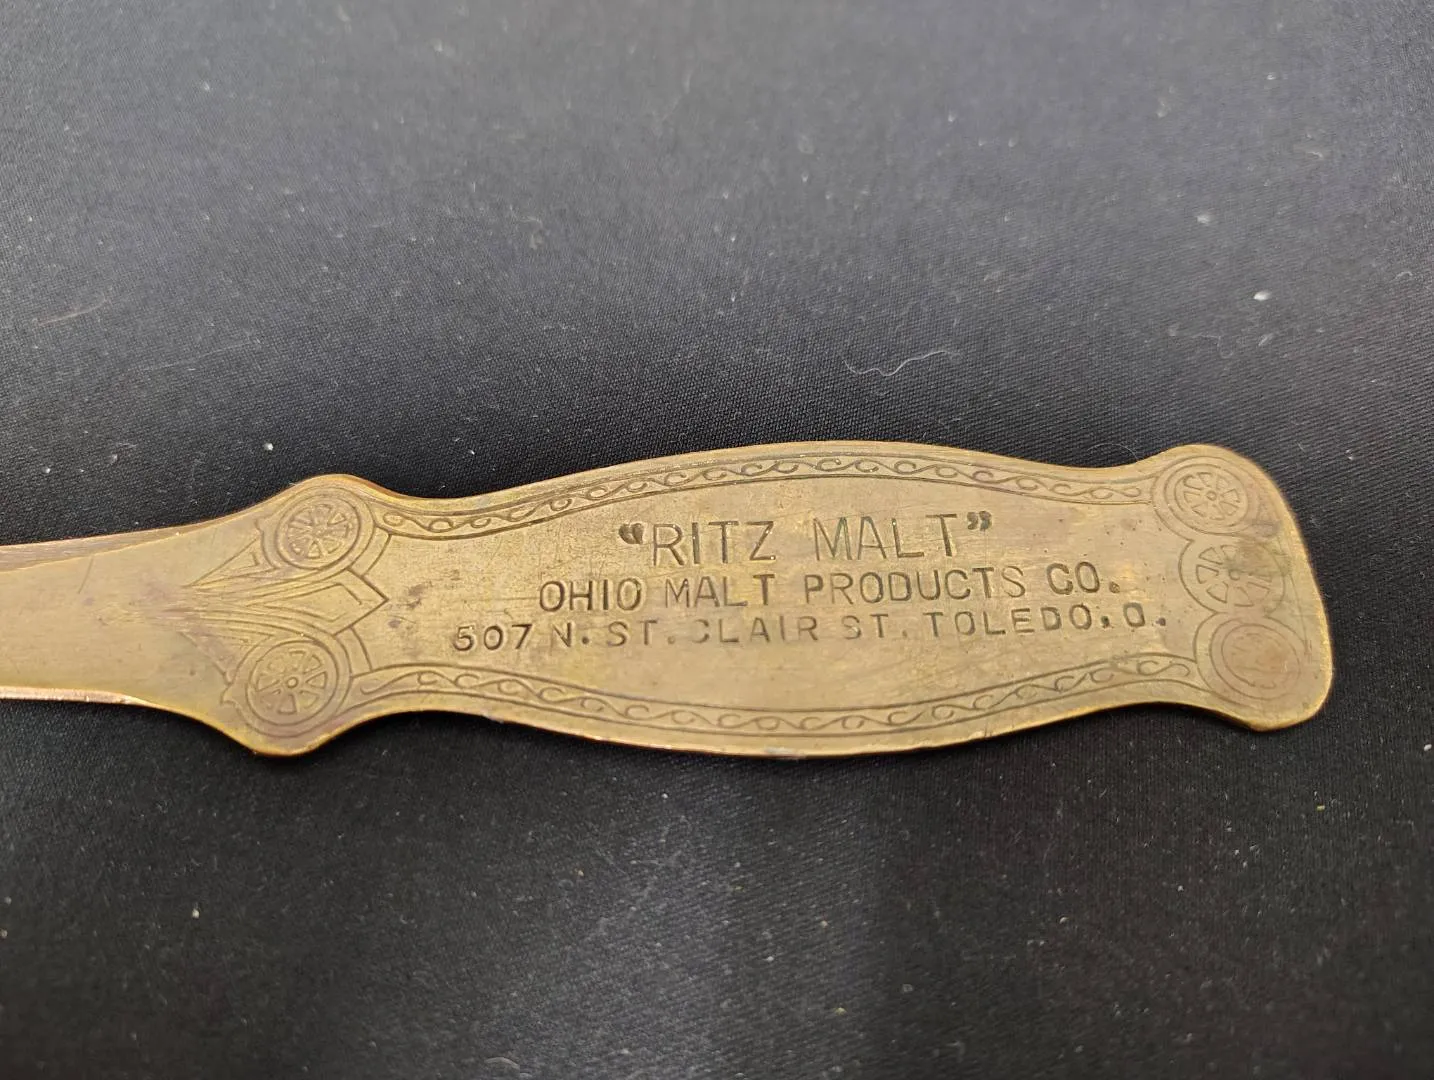 “RITZ MALT”
OHIO MALT PRODUCTS CO.
507 N. ST. CLAIR ST. TOLEDO. O.